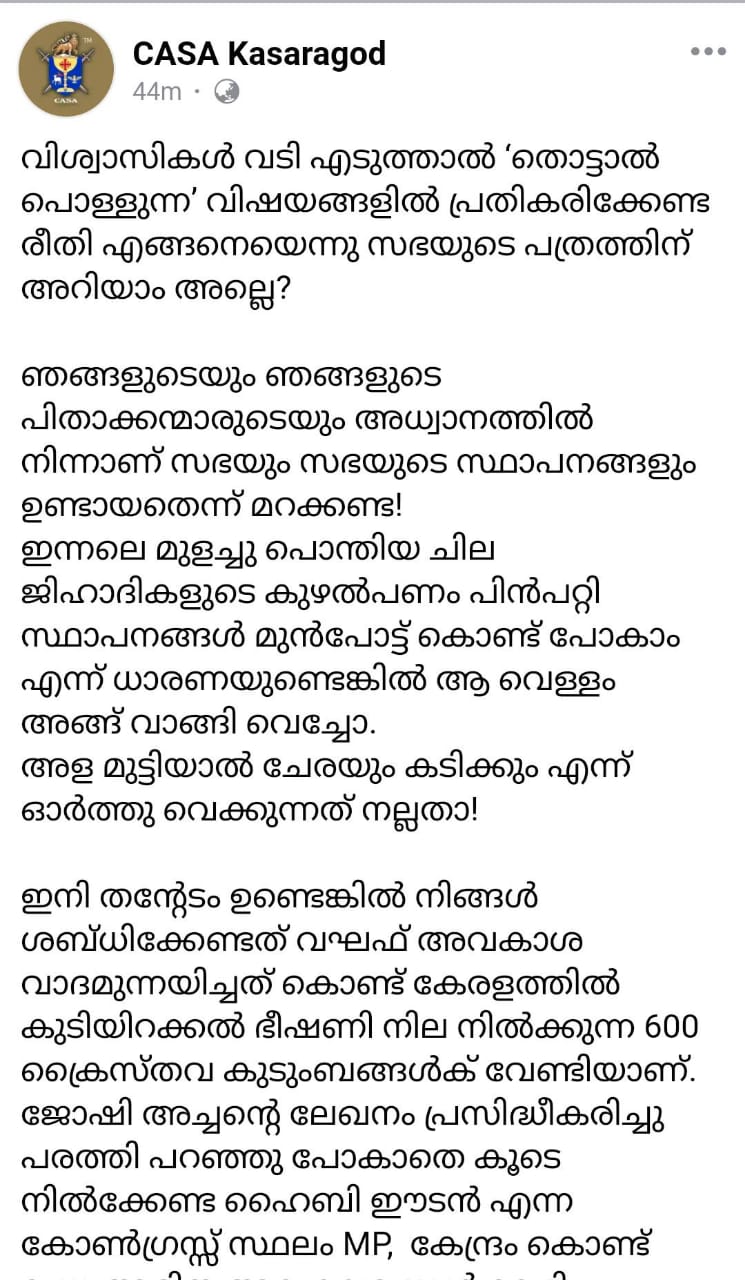 CASA Kasaragod
44m
TM
CASA
വിശ്വാസികൾ വടി എടുത്താൽ ‘തൊട്ടാൽ
പൊള്ളുന്ന’ വിഷയങ്ങളിൽ പ്രതികരിക്കേണ്ട
രീതി എങ്ങനെയെന്നു സഭയുടെ പത്രത്തിന്
അറിയാം അല്ലെ?
ഞങ്ങളുടെയും ഞങ്ങളുടെ
പിതാക്കന്മാരുടെയും അധ്വാനത്തിൽ
നിന്നാണ് സഭയും സഭയുടെ സ്ഥാപനങ്ങളും
ഉണ്ടായതെന്ന് മറക്കണ്ട!
ഇന്നലെ മുളച്ചു പൊന്തിയ ചില
ജിഹാദികളുടെ കുഴൽപണം പിൻപറ്റി
സ്ഥാപനങ്ങൾ മുൻപോട്ട് കൊണ്ട് പോകാം
എന്ന് ധാരണയുണ്ടെങ്കിൽ ആ വെള്ളം
അങ്ങ് വാങ്ങി വെച്ചോ.
അള മുട്ടിയാൽ ചേരയും കടിക്കും എന്ന്
ഓർത്തു വെക്കുന്നത് നല്ലതാ!
ഇനി തന്റേടം ഉണ്ടെങ്കിൽ നിങ്ങൾ
ശബ്ധിക്കേണ്ടത് വഘഫ് അവകാശ
വാദമുന്നയിച്ചത് കൊണ്ട് കേരളത്തിൽ
കുടിയിറക്കൽ ഭീഷണി നില നിൽക്കുന്ന 600
ക്രൈസ്തവ കുടുംബങ്ങൾക് വേണ്ടിയാണ്.
ജോഷി അച്ചന്റെ ലേഖനം പ്രസിദ്ധീകരിച്ചു
പരത്തി പറഞ്ഞു പോകാതെ കൂടെ
നിൽക്കേണ്ട ഹൈബി ഈടൻ എന്ന
കോൺഗ്രസ്സ് സ്ഥലം MP, കേന്ദ്രം കൊണ്ട്